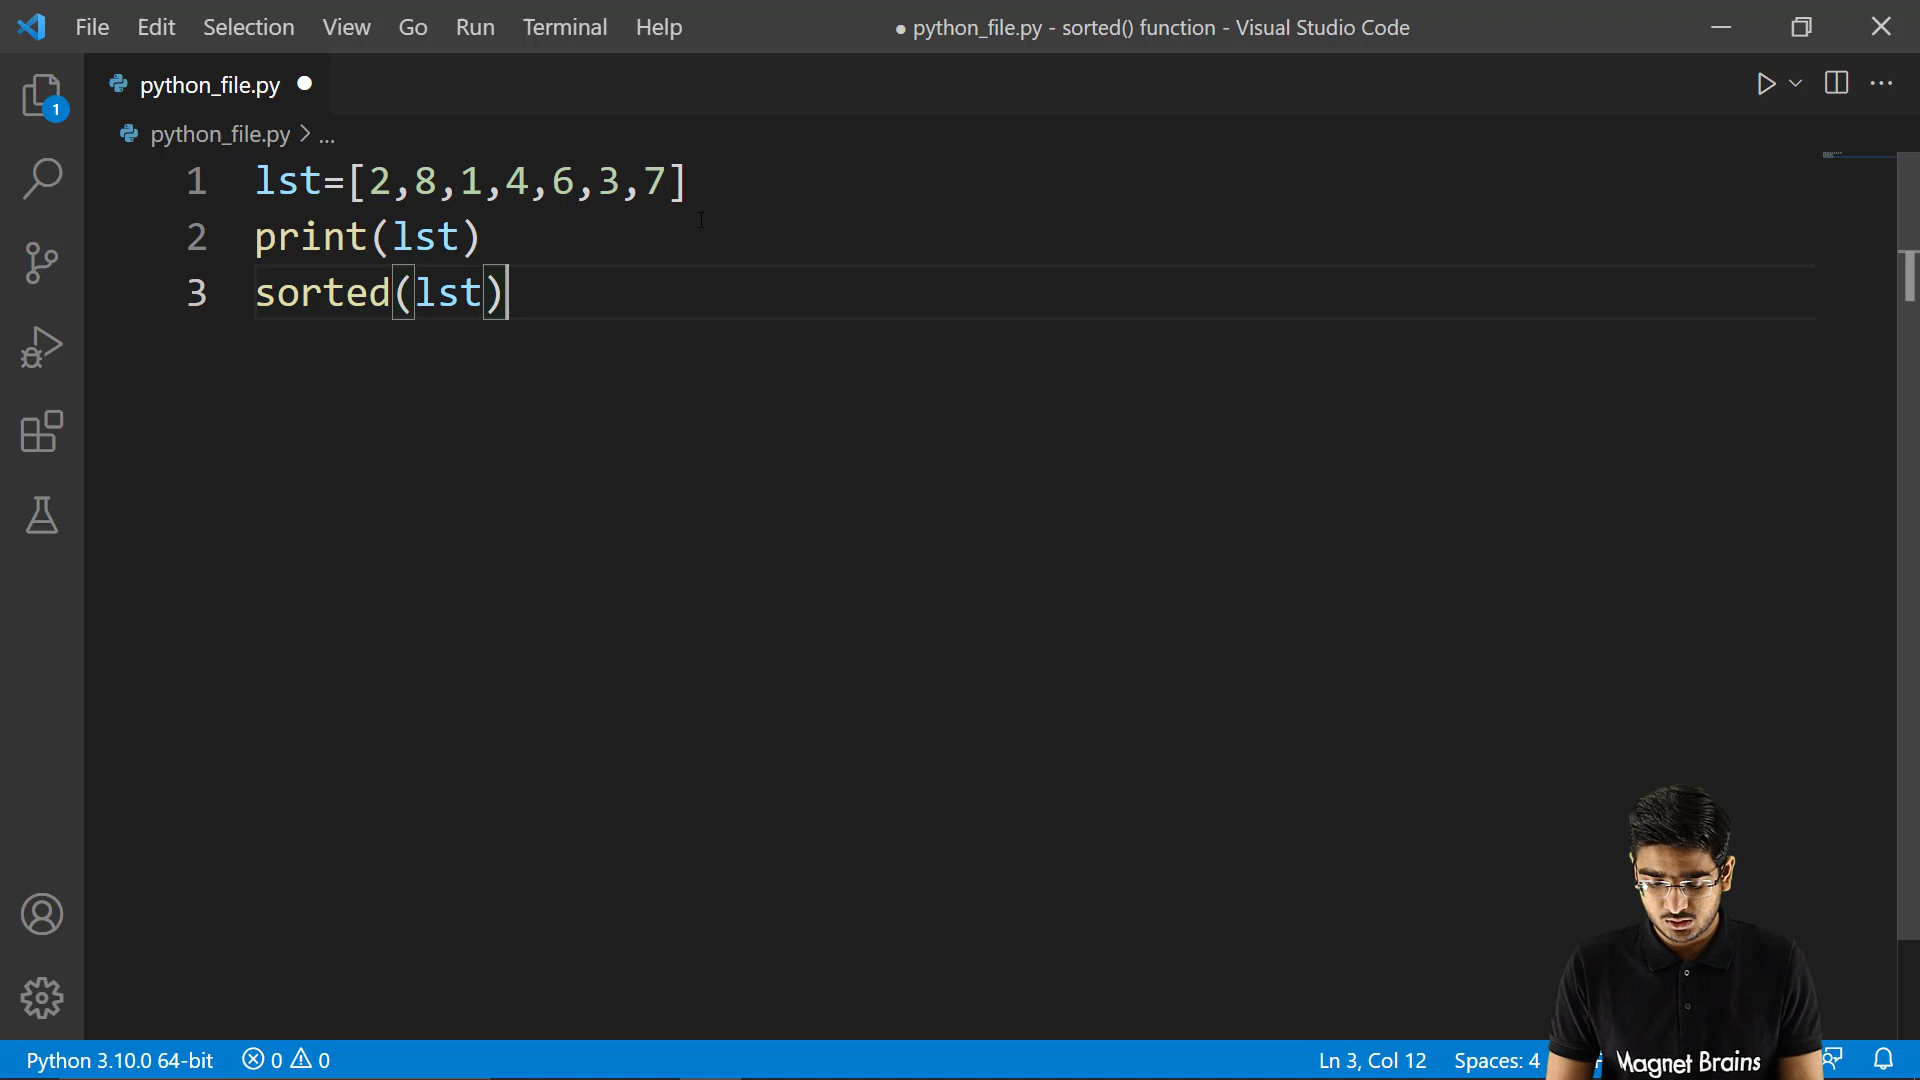 File Edit Selection View Go Run Terminal Help ● python_file.py - sorted() function - Visual Studio Code
1
python_file.py ●
python_file.py > ...
1 lst=[2,8,1,4,6,3,7]
2 print(lst)
3 sorted(lst)
Python 3.10.0 64-bit 0 0 Ln 3, Col 12 Spaces: 4
Magnet Brains